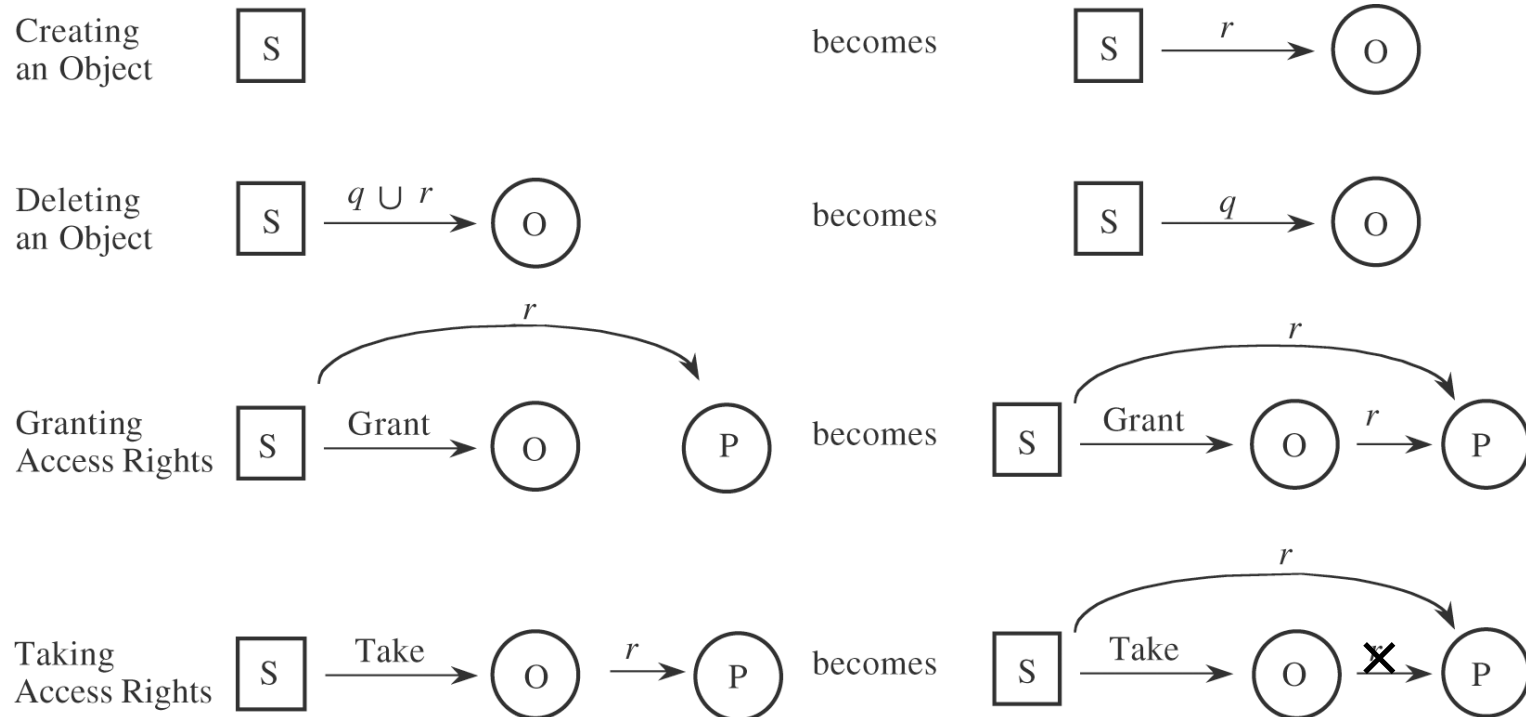 Creating
an Object
S
becomes
S
r
O
Deleting
an Object
S
q ∪ r
O
becomes
S
q
O
Granting
Access Rights
S
Grant
r
O
P
becomes
S
Grant
r
O
r
P
Taking
Access Rights
S
Take
O
r
P
becomes
S
Take
r
O
P